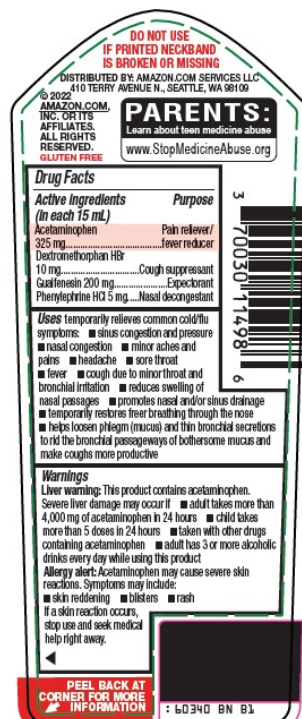 DO NOT USE
IF PRINTED NECKBAND
IS BROKEN OR MISSING
DISTRIBUTED BY: AMAZON.COM SERVICES LLC
410 TERRY AVENUE N., SEATTLE, WA 98109
© 2022
AMAZON.COM,
INC. OR ITS
AFFILIATES.
ALL RIGHTS
RESERVED.
GLUTEN FREE
PARENTS:
Learn about teen medicine abuse
www.StopMedicineAbuse.org
Drug Facts
Active ingredients Purpose
(in each 15 mL)
Acetaminophen Pain reliever/
325 mg......................................fever reducer
Dextromethorphan HBr
10 mg............................Cough suppressant
Guaifenesin 200 mg.....................Expectorant
Phenylephrine HCl 5 mg.....Nasal decongestant
Uses temporarily relieves common cold/flu
symptoms: ■ sinus congestion and pressure
■ nasal congestion ■ minor aches and
pains ■ headache ■ sore throat
■ fever ■ cough due to minor throat and
bronchial irritation ■ reduces swelling of
nasal passages ■ promotes nasal and/or sinus drainage
■ temporarily restores freer breathing through the nose
■ helps loosen phlegm (mucus) and thin bronchial secretions
to rid the bronchial passageways of bothersome mucus and
make coughs more productive
Warnings
Liver warning: This product contains acetaminophen.
Severe liver damage may occur if ■ adult takes more than
4,000 mg of acetaminophen in 24 hours ■ child takes
more than 5 doses in 24 hours ■ taken with other drugs
containing acetaminophen ■ adult has 3 or more alcoholic
drinks every day while using this product
Allergy alert: Acetaminophen may cause severe skin
reactions. Symptoms may include:
■ skin reddening ■ blisters ■ rash
If a skin reaction occurs,
stop use and seek medical
help right away.
PEEL BACK AT
CORNER FOR MORE
INFORMATION
3 70030 11498 6
: 60340 BN B1